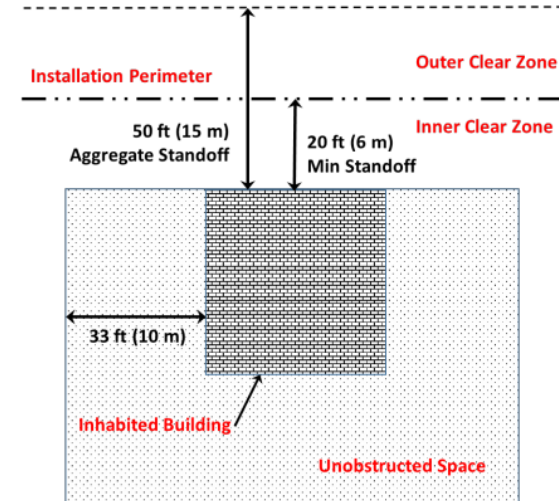 Outer Clear Zone
Installation Perimeter
Inner Clear Zone
50 ft (15 m)
Aggregate Standoff
20 ft (6 m)
Min Standoff
33 ft (10 m)
Inhabited Building
Unobstructed Space